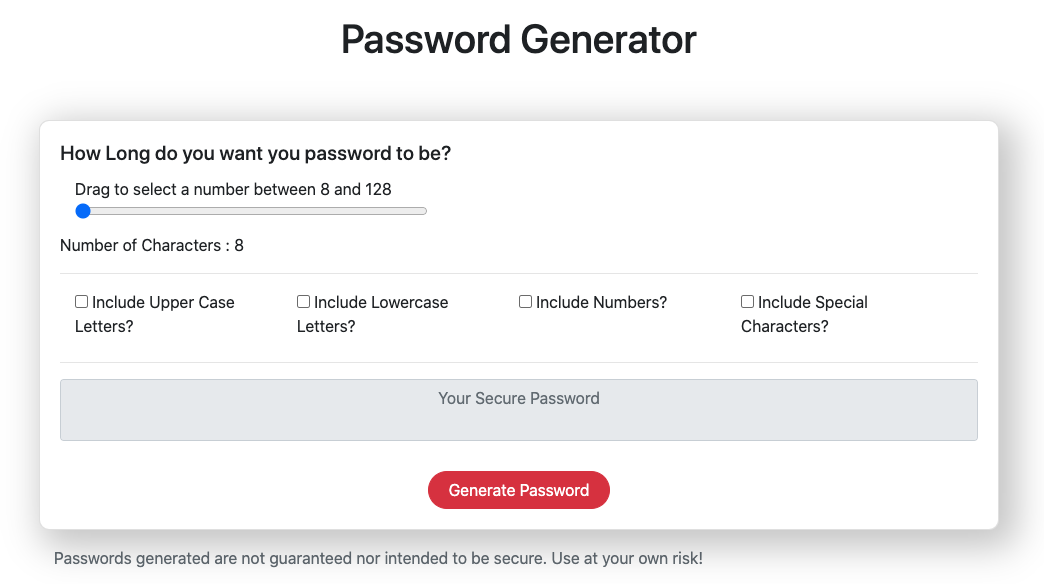 Password Generator
How Long do you want you password to be?
Drag to select a number between 8 and 128
Number of Characters : 8
Include Upper Case
Letters?
Include Lowercase
Letters?
Include Numbers?
Include Special
Characters?
Your Secure Password
Generate Password
Passwords generated are not guaranteed nor intended to be secure. Use at your own risk!